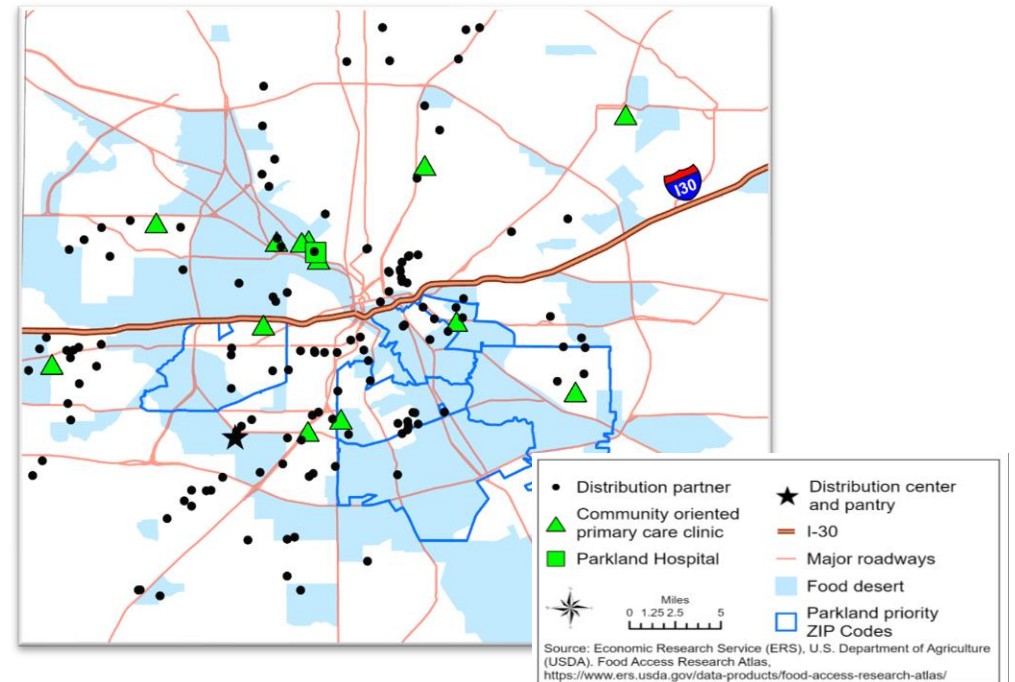 I30
Distribution partner
Community oriented
primary care clinic
Parkland Hospital
Miles
0 1.25 2.5 5
Distribution center
and pantry
I-30
Major roadways
Food desert
Parkland priority
ZIP Codes
Source: Economic Research Service (ERS), U.S. Department of Agriculture
(USDA). Food Access Research Atlas,
https://www.ers.usda.gov/data-products/food-access-research-atlas/